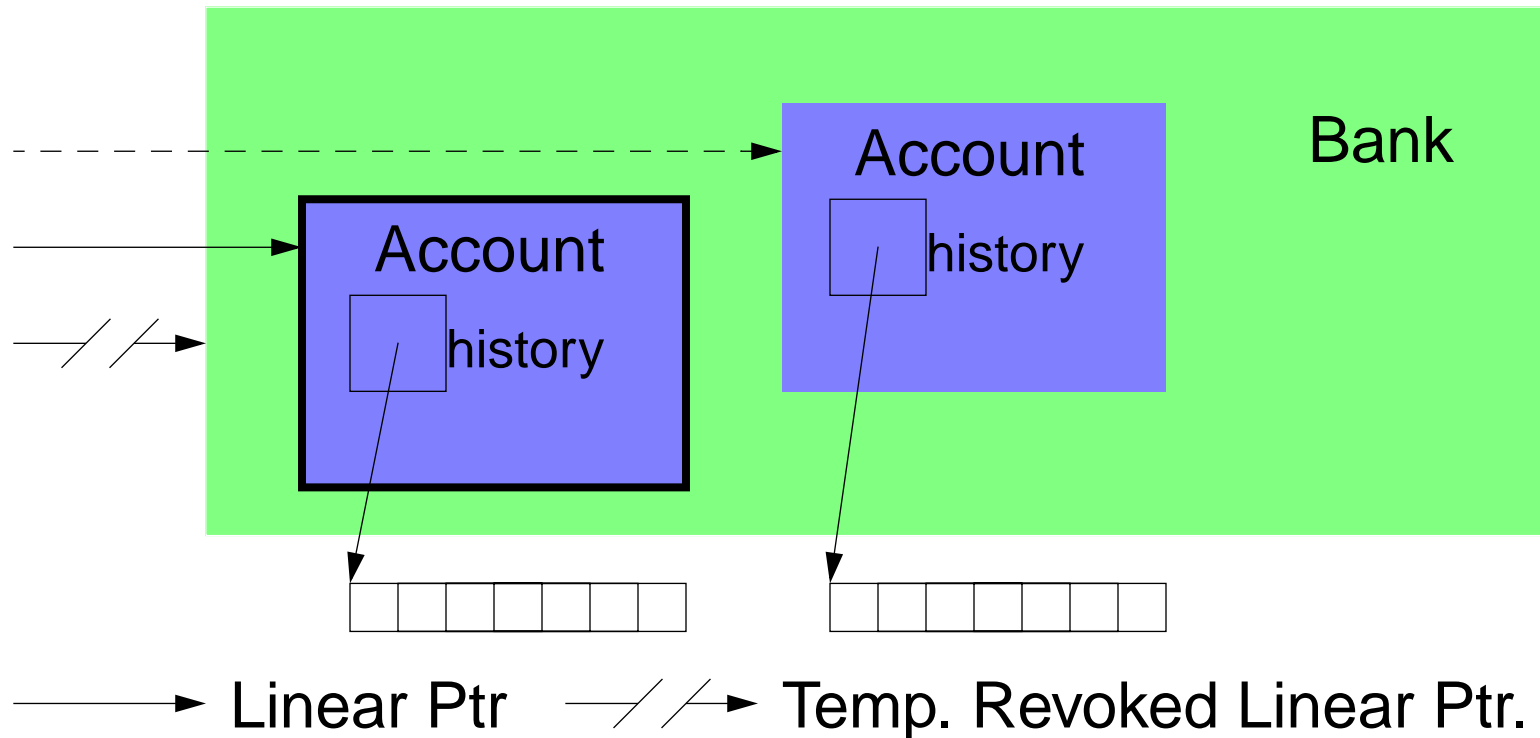 Bank
Account
history
Account
history
Linear Ptr
Temp. Revoked Linear Ptr.